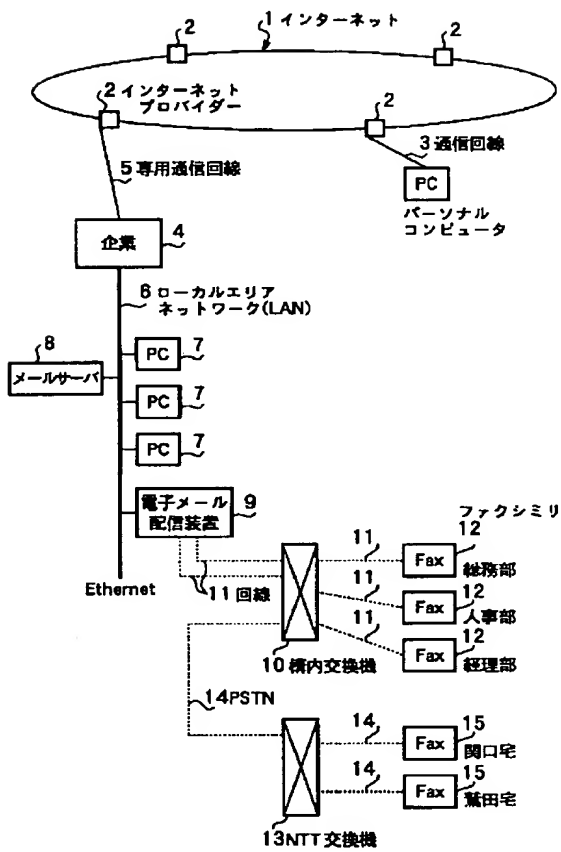 1 インターネット
2
2
2 インターネット
プロバイダー
2
3 通信回線
5 専用通信回線
PC
パーソナル
コンピュータ
企業
4
6 ローカルエリア
ネットワーク(LAN)
8
メールサーバ
PC 7
PC 7
PC 7
電子メール
配信装置
9
ファクシミリ
11
Fax
12
総務部
Ethernet
11 回線
11
Fax
12
人事部
11
Fax
12
経理部
10 構内交換機
14 PSTN
14
Fax
15
関口宅
14
Fax
15
鷲田宅
13 NTT 交換機